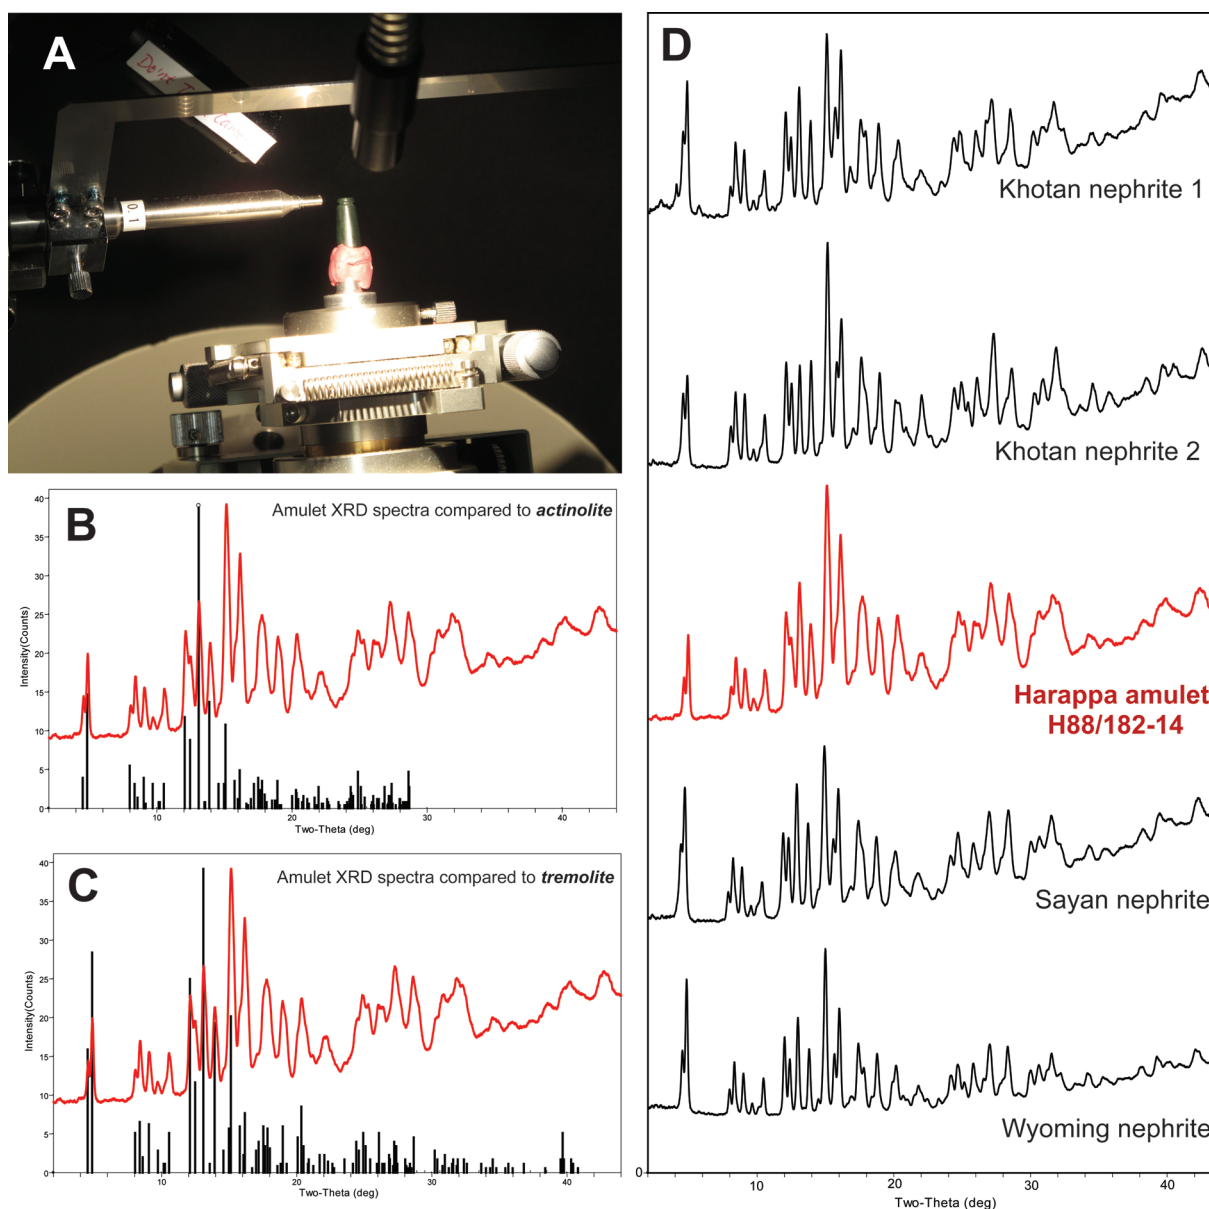 A
Don't T
Came
0.1
B
Amulet XRD spectra compared to actinolite
Intensity(Counts)
40
35
30
25
20
15
10
5
0
10
20
30
40
Two-Theta (deg)
C
Amulet XRD spectra compared to tremolite
Intensity(Counts)
40
35
30
25
20
15
10
5
0
10
20
30
40
Two-Theta (deg)
D
Khotan nephrite 1
Khotan nephrite 2
Harappa amulet
H88/182-14
Sayan nephrite
Wyoming nephrite
0
10
20
30
40
Two-Theta (deg)